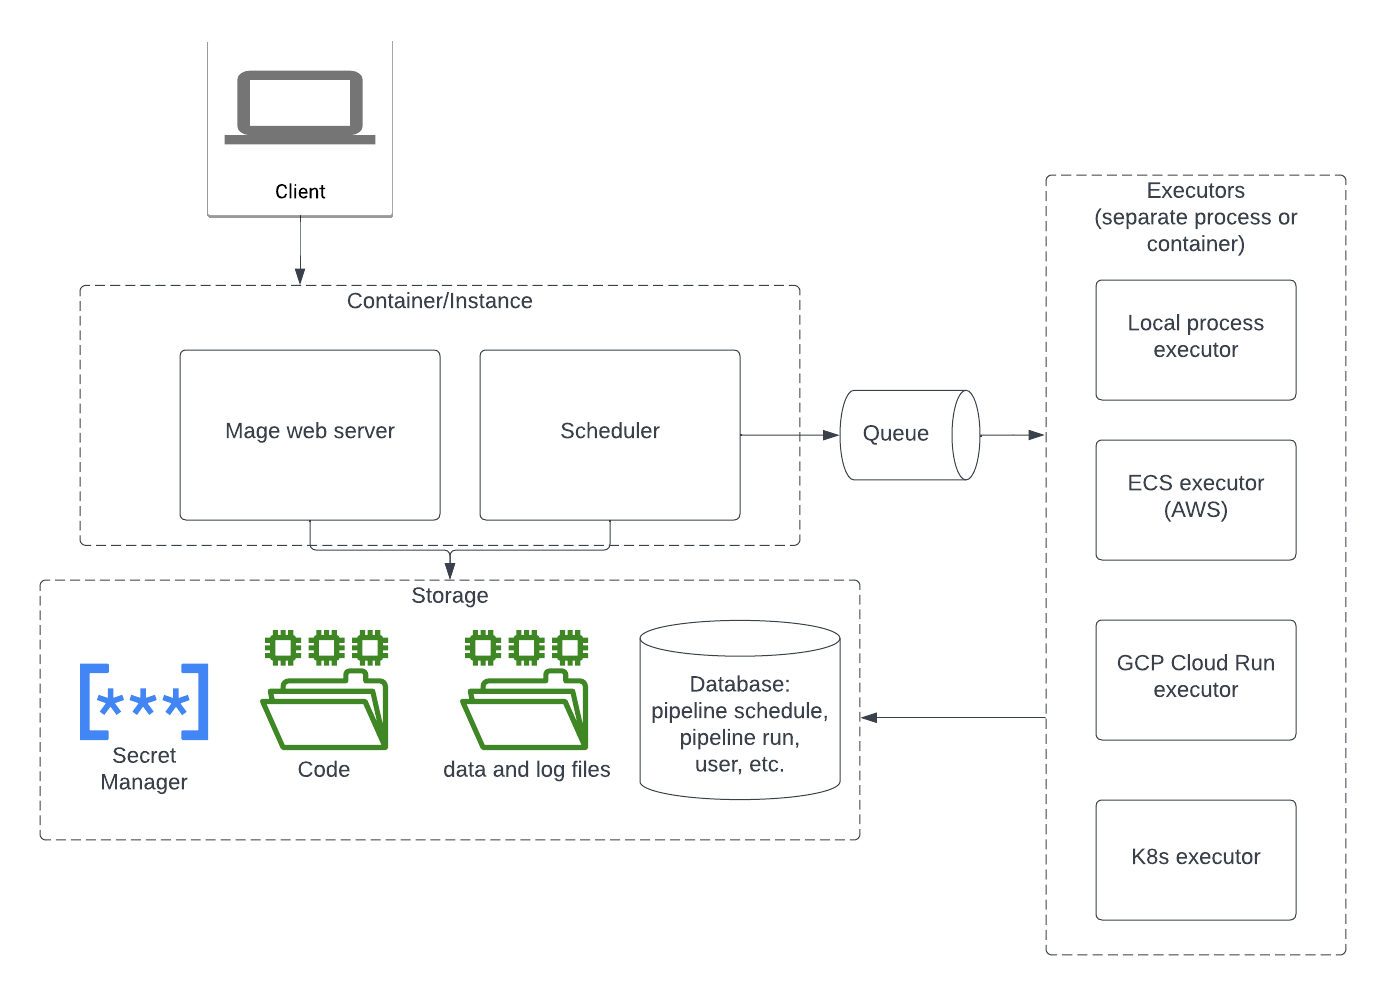 Client
Container/Instance
Mage web server
Scheduler
Queue
Executors
(separate process or
container)
Local process
executor
ECS executor
(AWS)
GCP Cloud Run
executor
K8s executor
Storage
[***]
Secret
Manager
Code
data and log files
Database:
pipeline schedule,
pipeline run,
user, etc.